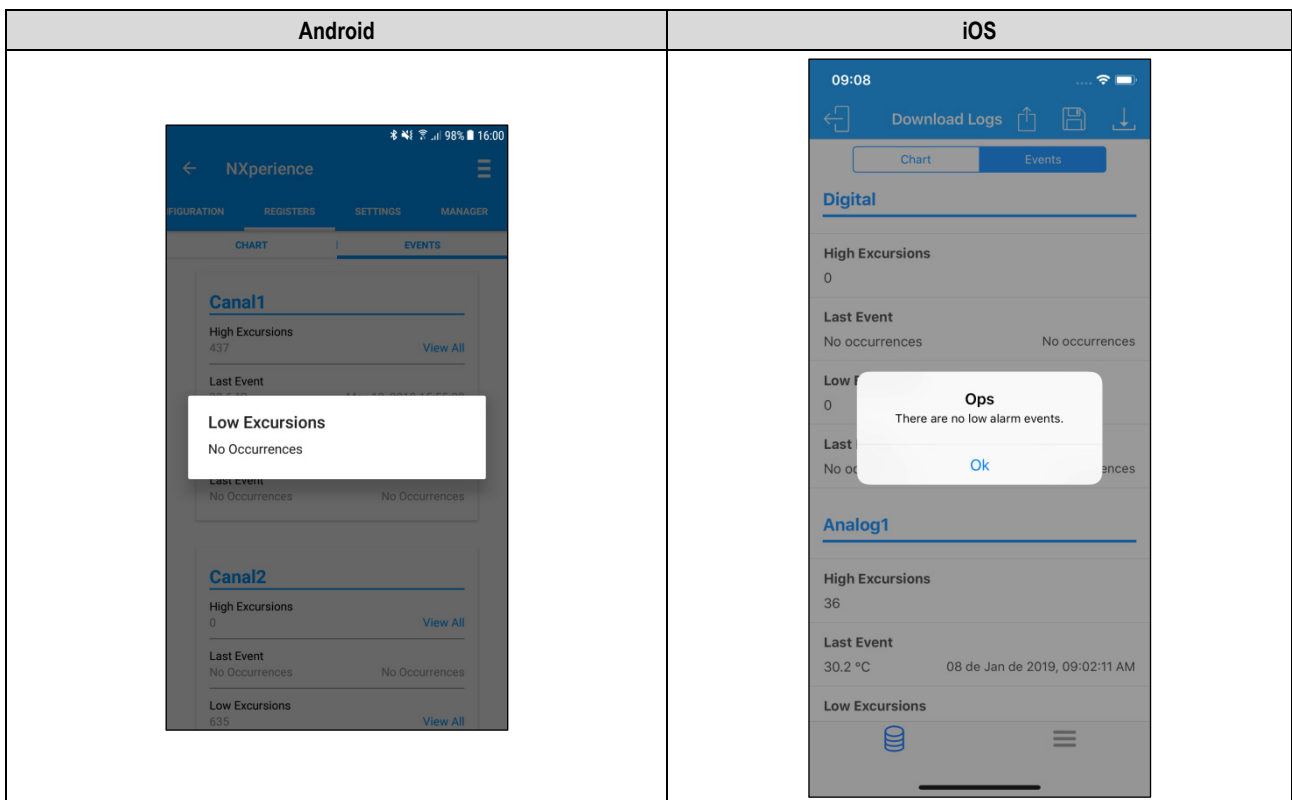 Android
iOS
98% 16:00
NXperience
FIGURATION REGISTERS SETTINGS MANAGER
CHART EVENTS
Canal1
High Excursions
437 View All
Last Event
Low Excursions
No Occurrences
Last Event
No Occurrences No Occurrences
Canal2
High Excursions
0 View All
Last Event
No Occurrences No Occurrences
Low Excursions
635 View All
09:08
Download Logs
Chart Events
Digital
High Excursions
0
Last Event
No occurrences No occurrences
Low
0
Ops
There are no low alarm events.
Ok
Last
Analog1
High Excursions
36
Last Event
30.2 °C 08 de Jan de 2019, 09:02:11 AM
Low Excursions